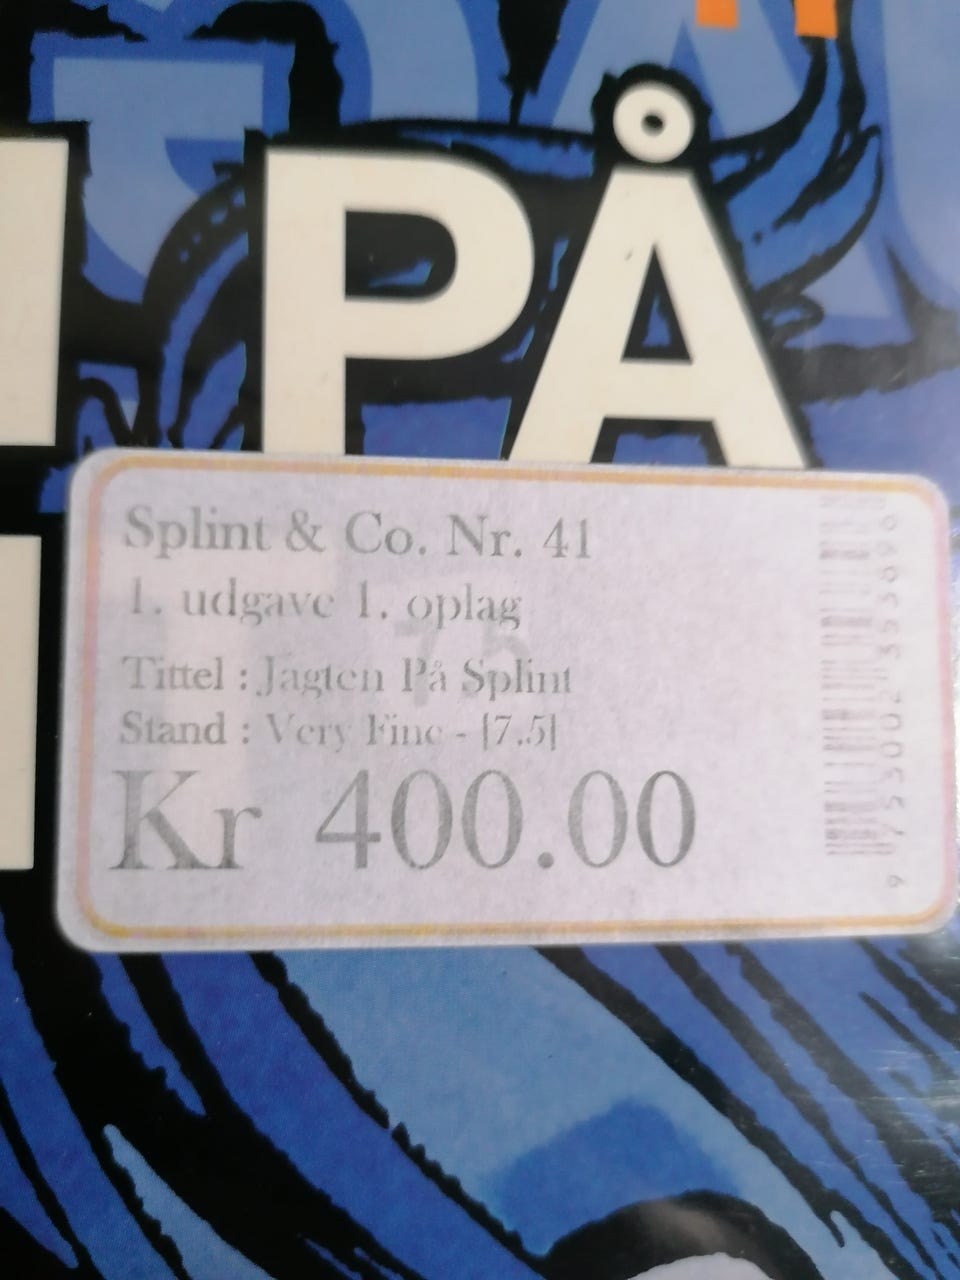 PÅ
Splint & Co. Nr. 41
1. udgave 1. oplag
Tittel : Jagten På Splint
Stand : Very Fine - [7.5]
Kr 400.00